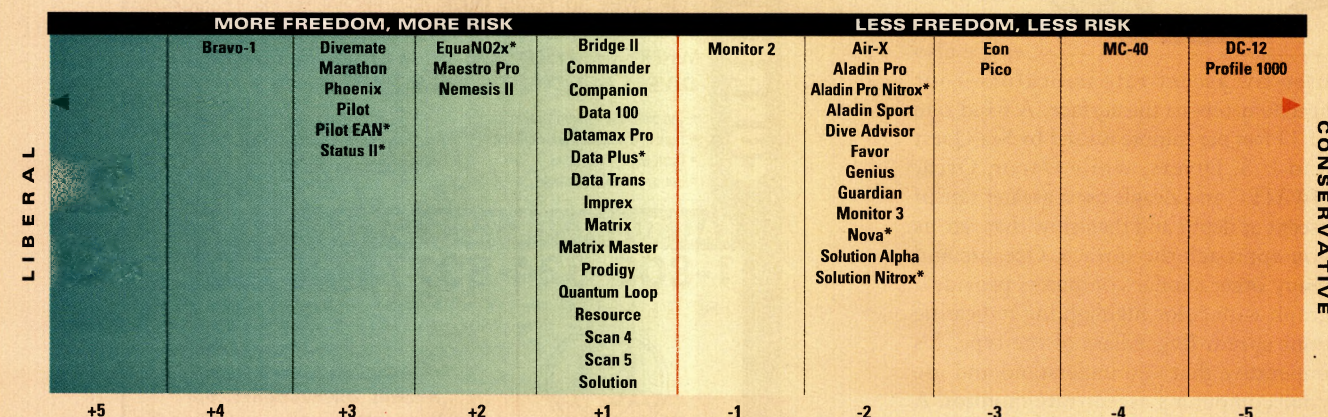 MORE FREEDOM, MORE RISK
LESS FREEDOM, LESS RISK
LIBERAL
Bravo-1
Divemate
Marathon
Phoenix
Pilot
Pilot EAN*
Status II*
EquaNO2x*
Maestro Pro
Nemesis II
Bridge II
Commander
Companion
Data 100
Datamax Pro
Data Plus*
Data Trans
Imprex
Matrix
Matrix Master
Prodigy
Quantum Loop
Resource
Scan 4
Scan 5
Solution
Monitor 2
Air-X
Aladin Pro
Aladin Pro Nitrox*
Aladin Sport
Dive Advisor
Favor
Genius
Guardian
Monitor 3
Nova*
Solution Alpha
Solution Nitrox*
Eon
Pico
MC-40
DC-12
Profile 1000
CONSERVATIVE
+5 +4 +3 +2 +1 -1 -2 -3 -4 -5